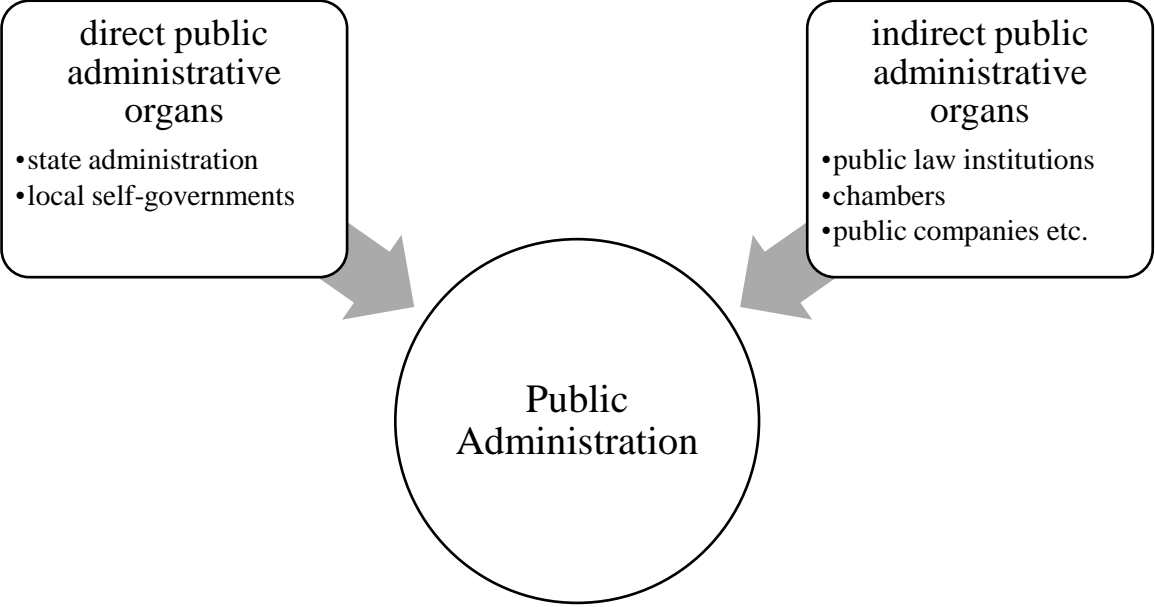 direct public
administrative
organs
•state administration
•local self-governments
indirect public
administrative
organs
•public law institutions
•chambers
•public companies etc.
Public
Administration